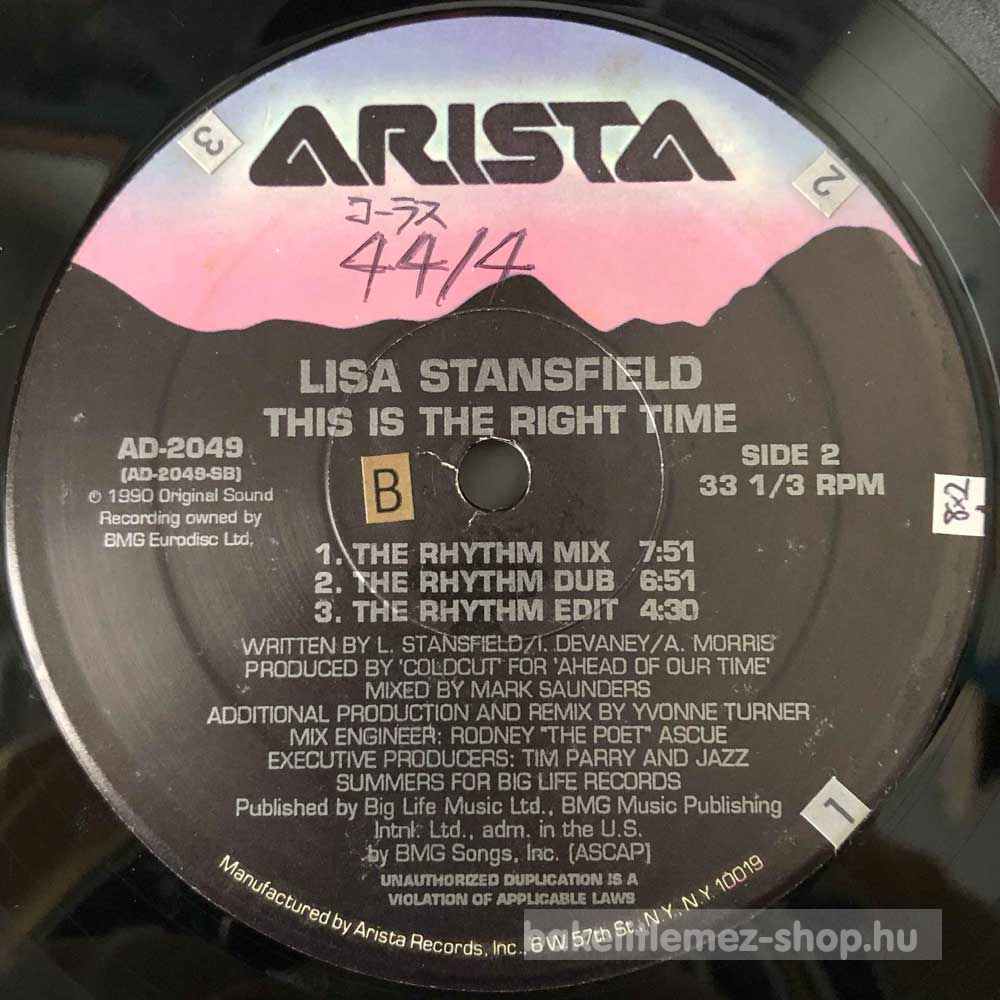 ARISTA
3
2
コーラス
44/4
LISA STANSFIELD
THIS IS THE RIGHT TIME
AD-2049
(AD-2049-SB)
℗ 1990 Original Sound
Recording owned by
BMG Eurodisc Ltd.
B
SIDE 2
33 1/3 RPM
8x2
1. THE RHYTHM MIX 7:51
2. THE RHYTHM DUB 6:51
3. THE RHYTHM EDIT 4:30
WRITTEN BY L. STANSFIELD/I. DEVANEY/A. MORRIS
PRODUCED BY 'COLDCUT' FOR 'AHEAD OF OUR TIME'
MIXED BY MARK SAUNDERS
ADDITIONAL PRODUCTION AND REMIX BY YVONNE TURNER
MIX ENGINEER: RODNEY "THE POET" ASCUE
EXECUTIVE PRODUCERS: TIM PARRY AND JAZZ
SUMMERS FOR BIG LIFE RECORDS
Published by Big Life Music Ltd., BMG Music Publishing
Intnl. Ltd., adm. in the U.S.
by BMG Songs, Inc. (ASCAP)
1
UNAUTHORIZED DUPLICATION IS A
VIOLATION OF APPLICABLE LAWS
Manufactured by Arista Records, Inc., 6 W. 57th St., N.Y., N.Y. 10019
bakelitlemez-shop.hu